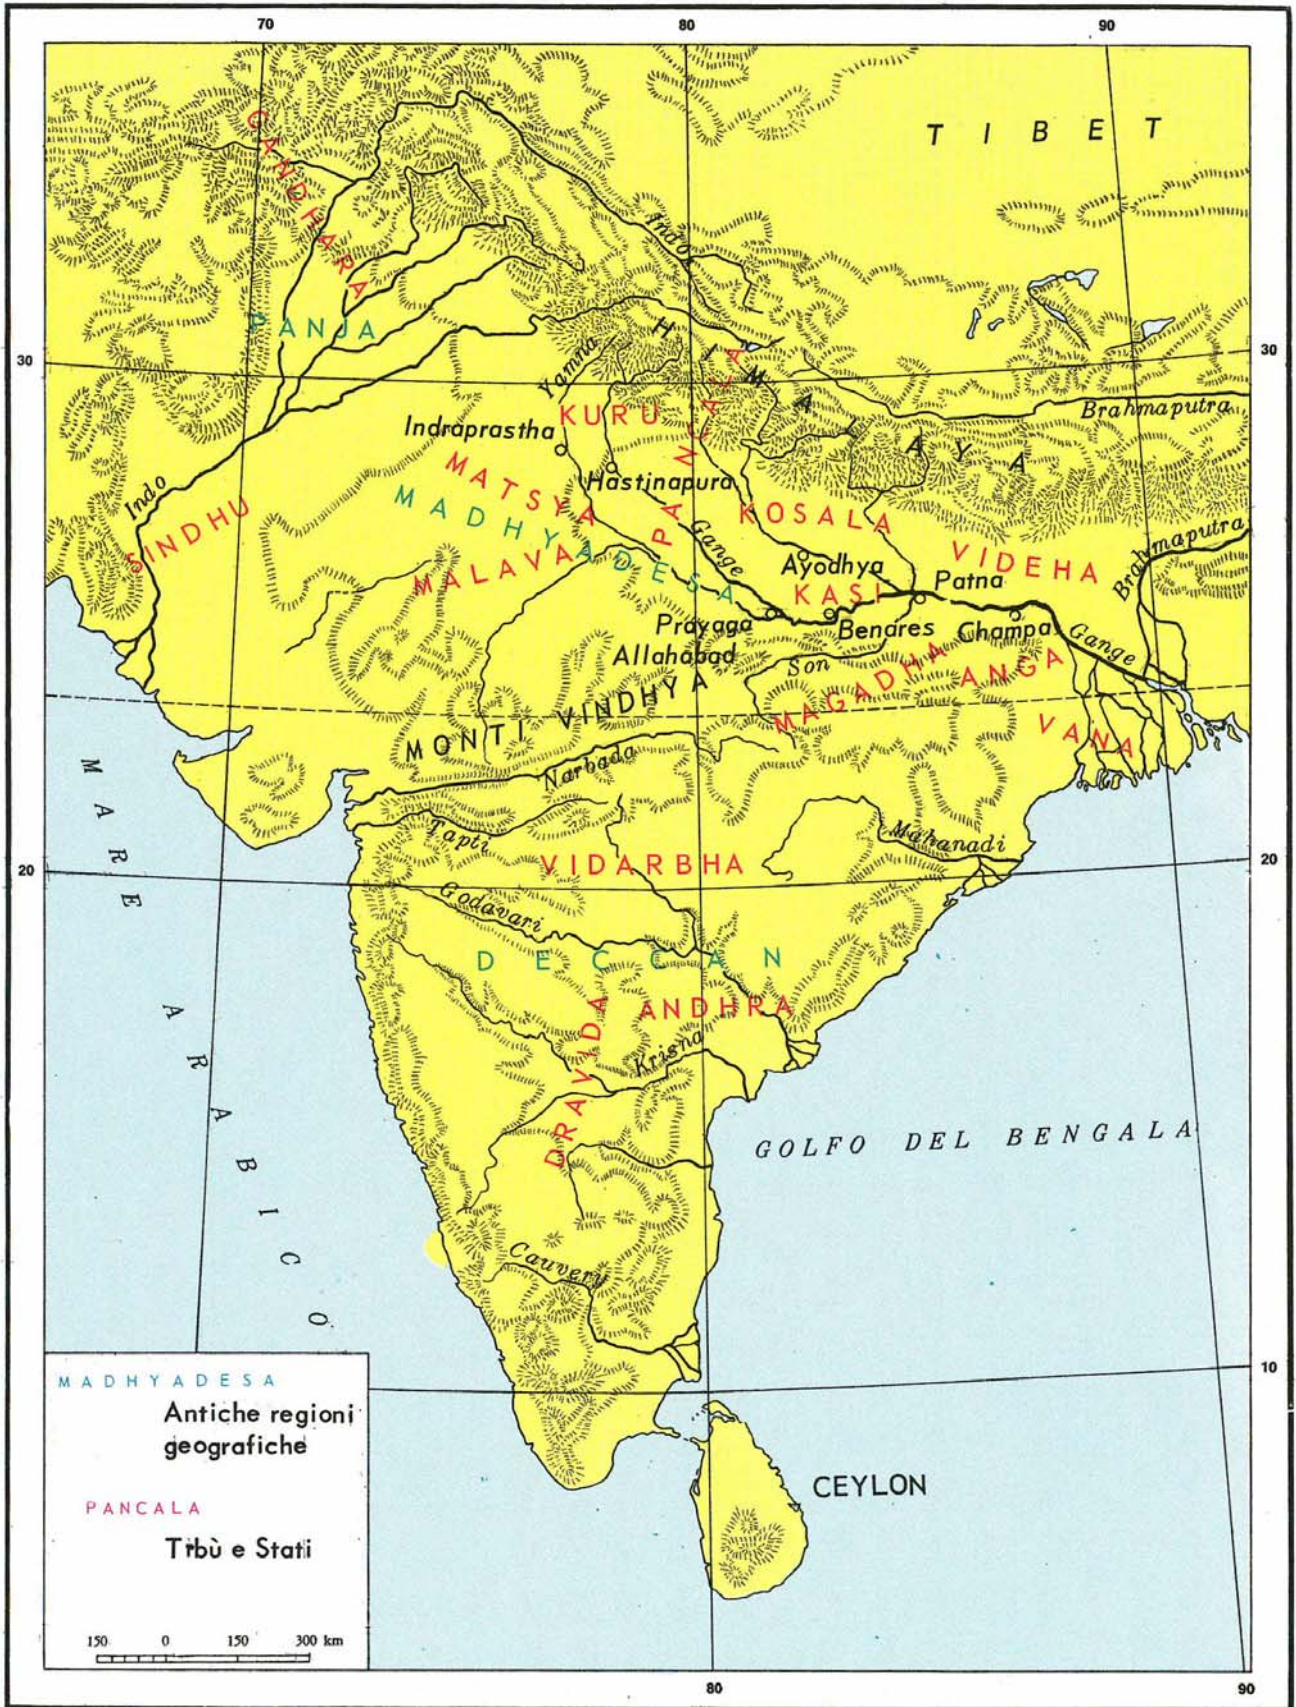 70 80 90
TIBET
GANDHARA
Indo
PANJA
30
30
HIMALAYA
Yamna
PANCALA
Brahmaputra
KURU
Indraprastha
MATSYA
Hastinapura
MADHYADESA
Indo
SINDHU
KOSALA
Gange
Brahmaputra
VIDEHA
MALAVA
Ayodhya
KASI
Patna
Prayaga
Benares
Champa
Gange
Allahabad
Son
MAGADHA
ANGA
VANA
MONTI VINDHYA
Narbada
MARE ARABICO
Tapti
Mahanadi
20
20
VIDARBHA
Godavari
DECCAN
ANDHRA
DRAVIDA
Krisna
GOLFO DEL BENGALA
Cauvery
10
MADHYADESA
Antiche regioni
geografiche
CEYLON
PANCALA
Trbù e Stati
150 0 150 300 km
80 90